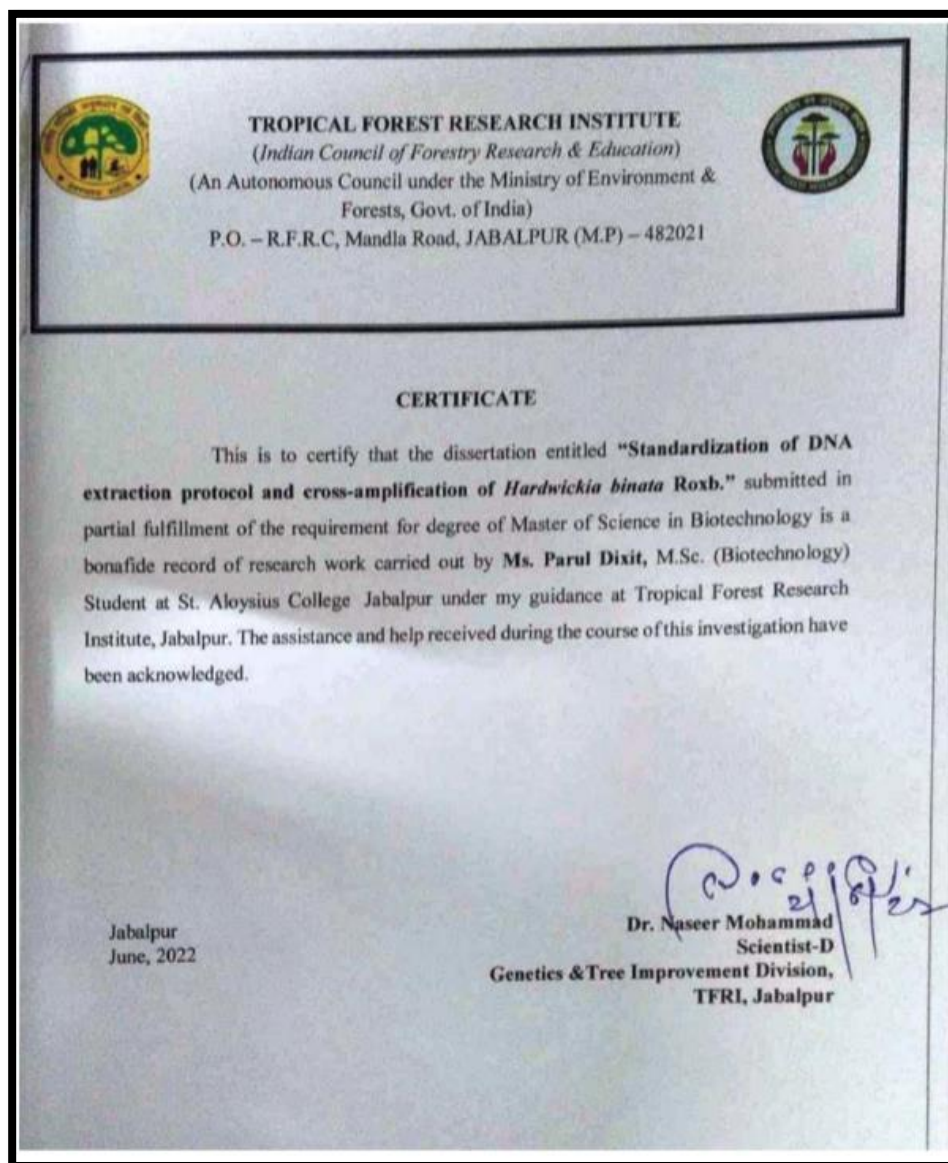 TROPICAL FOREST RESEARCH INSTITUTE
(Indian Council of Forestry Research & Education)
(An Autonomous Council under the Ministry of Environment &
Forests, Govt. of India)
P.O. – R.F.R.C, Mandla Road, JABALPUR (M.P) – 482021
CERTIFICATE
This is to certify that the dissertation entitled “Standardization of DNA
extraction protocol and cross-amplification of Hardwickia binata Roxb.” submitted in
partial fulfillment of the requirement for degree of Master of Science in Biotechnology is a
bonafide record of research work carried out by Ms. Parul Dixit, M.Sc. (Biotechnology)
Student at St. Aloysius College Jabalpur under my guidance at Tropical Forest Research
Institute, Jabalpur. The assistance and help received during the course of this investigation have
been acknowledged.
Jabalpur
June, 2022
Dr. Naseer Mohammad
Scientist-D
Genetics &Tree Improvement Division,
TFRI, Jabalpur